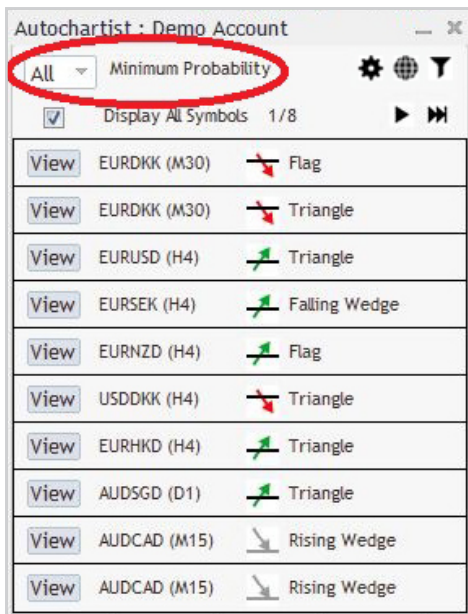 Autochartist : Demo Account
All Minimum Probability
Display All Symbols 1/8
View EURDKK (M30) Flag
View EURDKK (M30) Triangle
View EURUSD (H4) Triangle
View EURSEK (H4) Falling Wedge
View EURNZD (H4) Flag
View USDDKK (H4) Triangle
View EURHKD (H4) Triangle
View AUDSGD (D1) Triangle
View AUDCAD (M15) Rising Wedge
View AUDCAD (M15) Rising Wedge